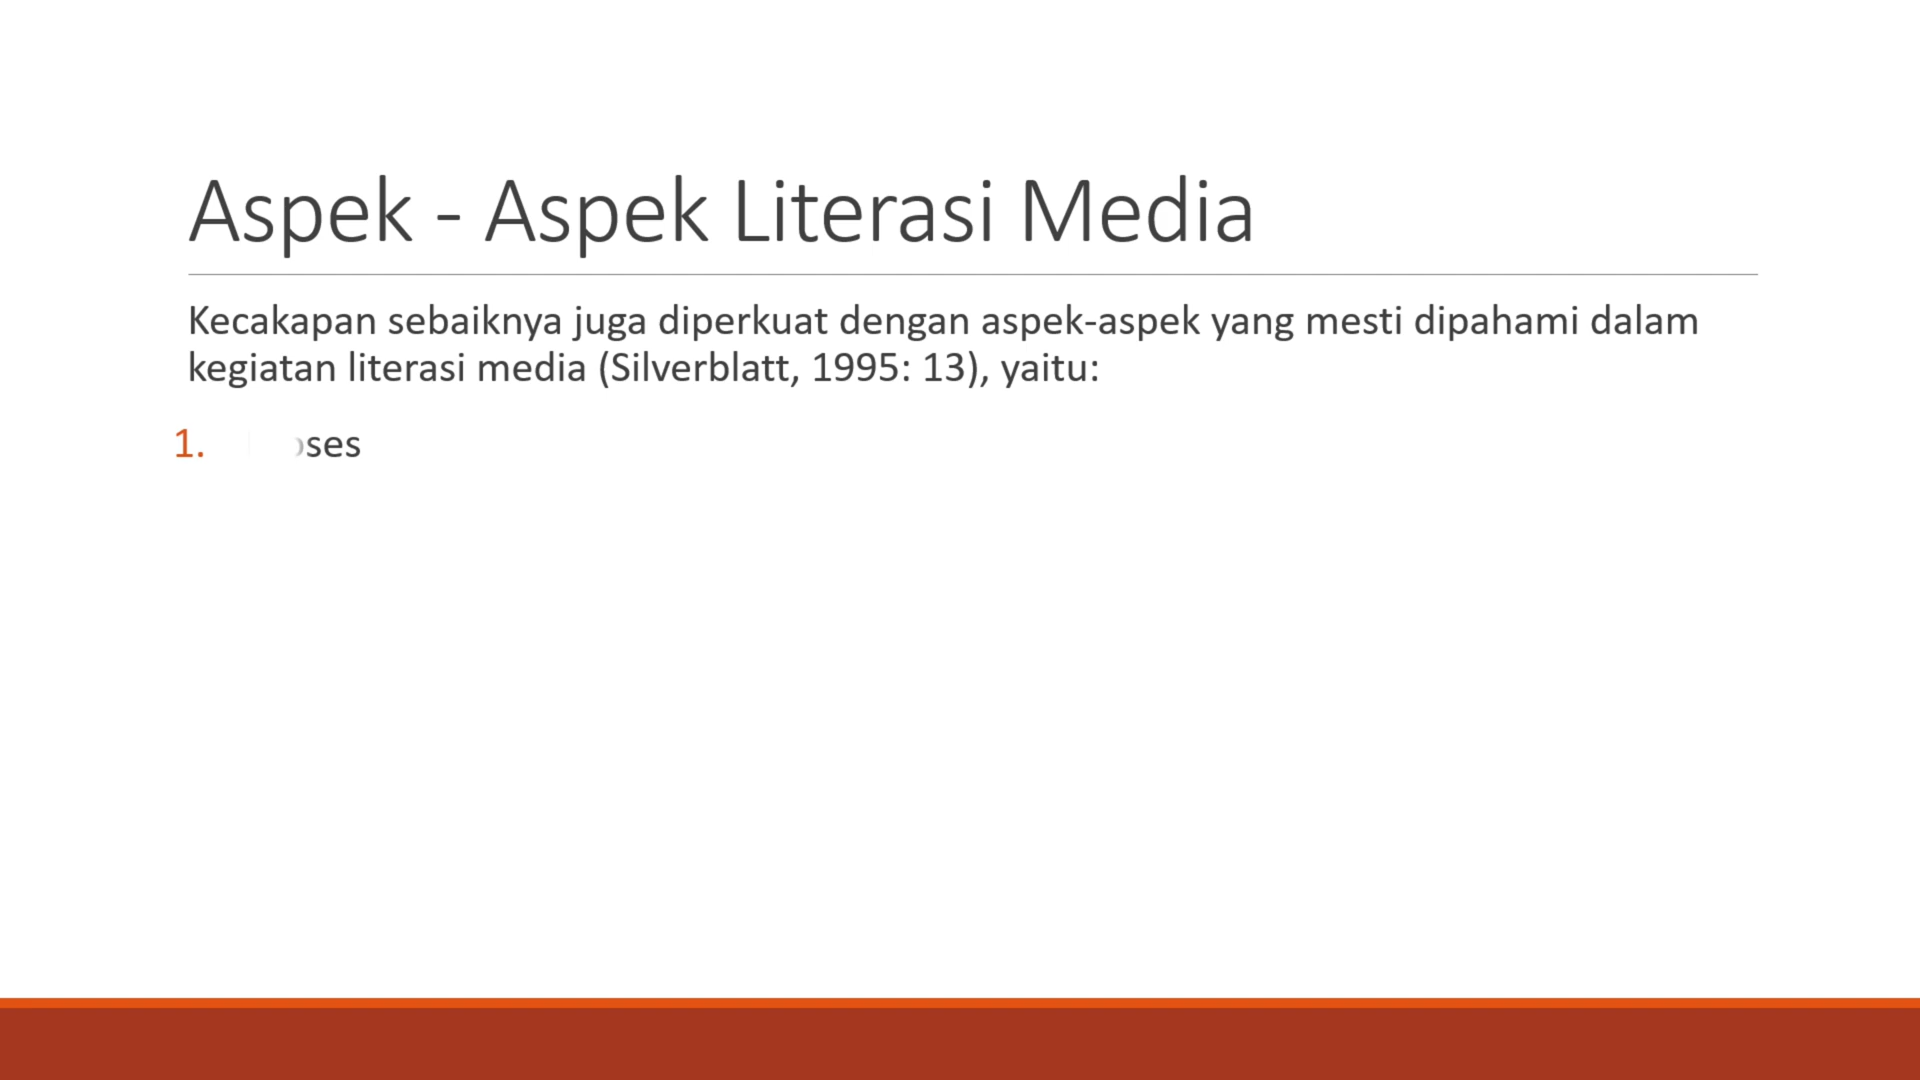 Aspek - Aspek Literasi Media
Kecakapan sebaiknya juga diperkuat dengan aspek-aspek yang mesti dipahami dalam
kegiatan literasi media (Silverblatt, 1995: 13), yaitu:
1.